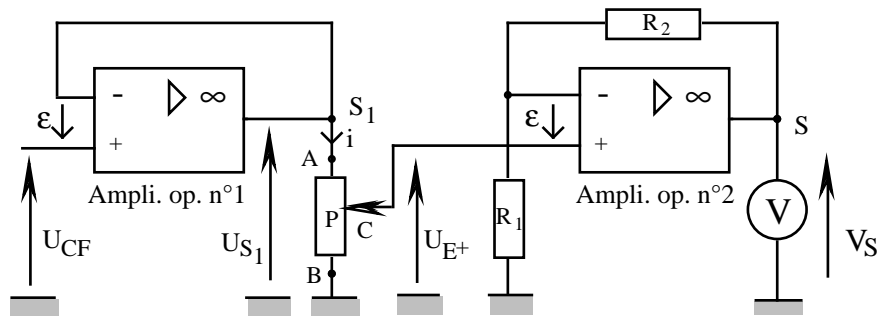 R2
- ▷ ∞
ε
+
S1
i
A
Ampli. op. n°1
P
C
B
UCF
US1
UE+
- ▷ ∞
ε
+
S
Ampli. op. n°2
R1
V
VS